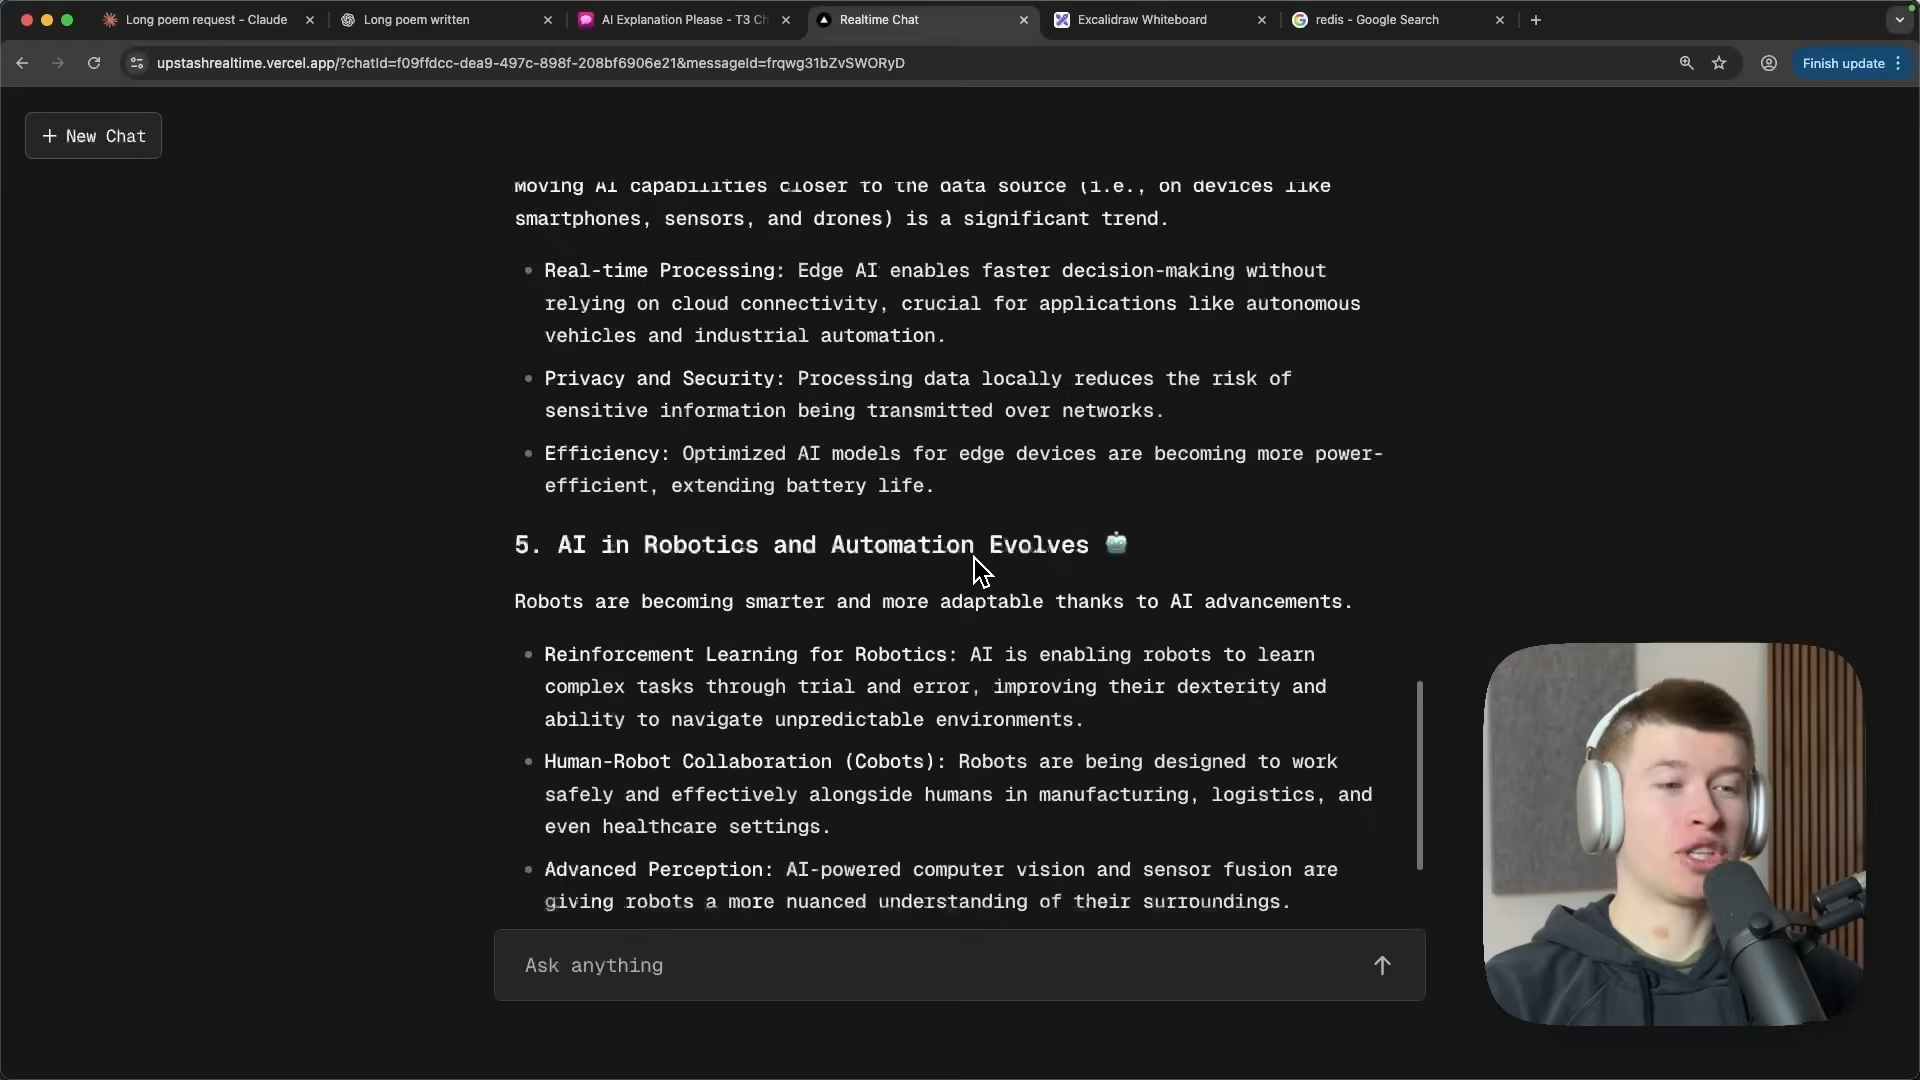 Long poem request - Claude
Long poem written
AI Explanation Please - T3 Ch
Realtime Chat
Excalidraw Whiteboard
redis - Google Search
upstashrealtime.vercel.app/?chatId=f09ffdcc-dea9-497c-898f-208bf6906e21&messageId=frqwg31bZvSWORyD
Finish update
+ New Chat
Moving AI capabilities closer to the data source (i.e., on devices like
smartphones, sensors, and drones) is a significant trend.
Real-time Processing: Edge AI enables faster decision-making without
relying on cloud connectivity, crucial for applications like autonomous
vehicles and industrial automation.
Privacy and Security: Processing data locally reduces the risk of
sensitive information being transmitted over networks.
Efficiency: Optimized AI models for edge devices are becoming more power-
efficient, extending battery life.
5. AI in Robotics and Automation Evolves 🤖
Robots are becoming smarter and more adaptable thanks to AI advancements.
Reinforcement Learning for Robotics: AI is enabling robots to learn
complex tasks through trial and error, improving their dexterity and
ability to navigate unpredictable environments.
Human-Robot Collaboration (Cobots): Robots are being designed to work
safely and effectively alongside humans in manufacturing, logistics, and
even healthcare settings.
Advanced Perception: AI-powered computer vision and sensor fusion are
giving robots a more nuanced understanding of their surroundings.
Ask anything